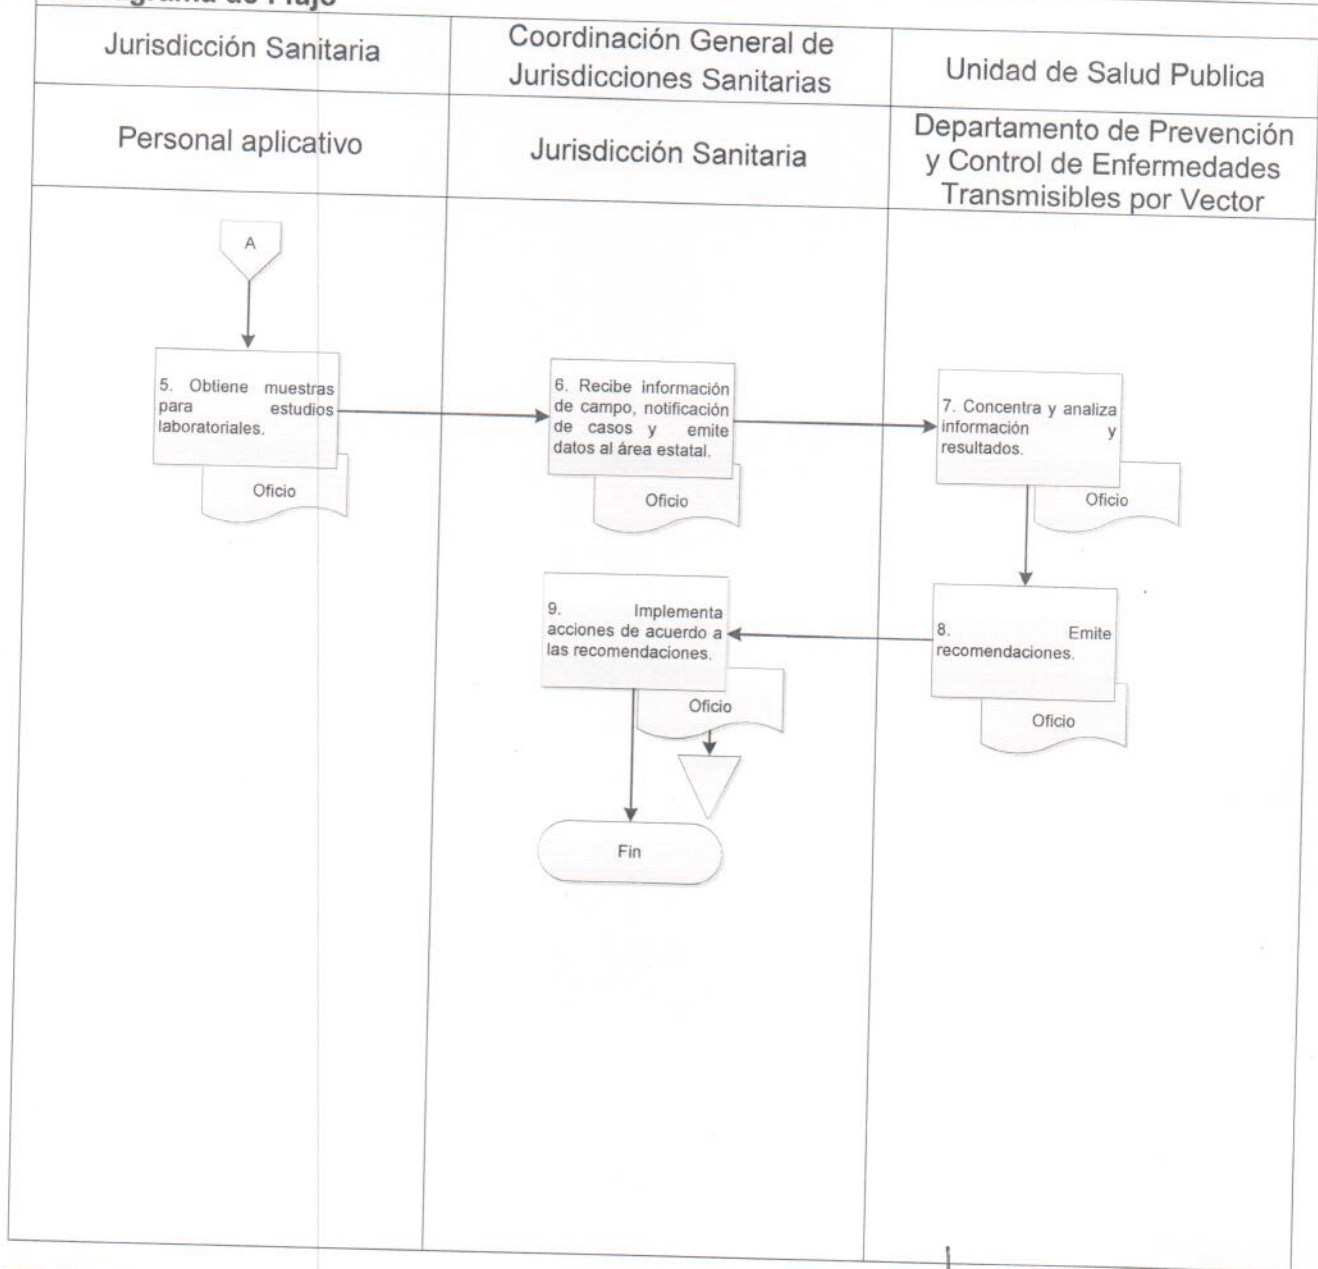 Jurisdicción Sanitaria
Coordinación General de
Jurisdicciones Sanitarias
Unidad de Salud Publica
Personal aplicativo
Jurisdicción Sanitaria
Departamento de Prevención
y Control de Enfermedades
Transmisibles por Vector
A
5. Obtiene muestras
para estudios
laboratoriales.
Oficio
6. Recibe información
de campo, notificación
de casos y emite
datos al área estatal.
Oficio
7. Concentra y analiza
información y
resultados.
Oficio
8. Emite
recomendaciones.
Oficio
9. Implementa
acciones de acuerdo a
las recomendaciones.
Oficio
Fin